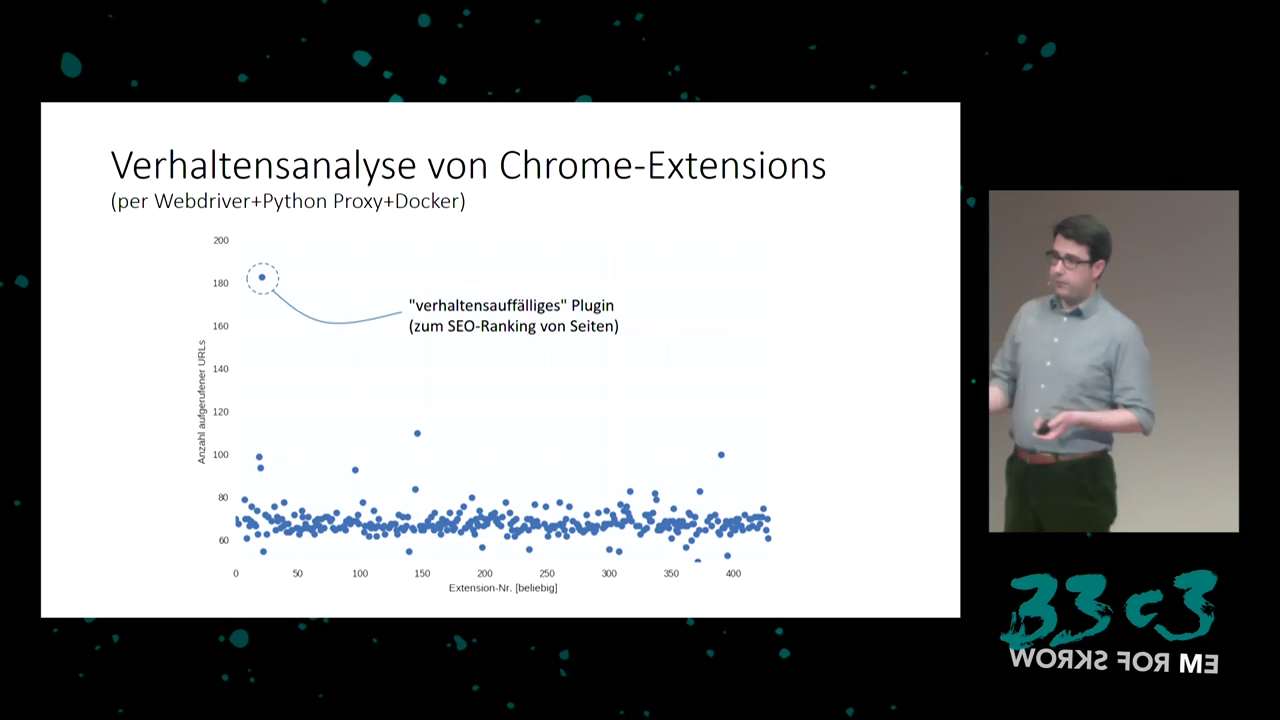 Verhaltensanalyse von Chrome-Extensions
(per Webdriver+Python Proxy+Docker)
200
180
160
140
120
100
80
60
Anzahl aufgerufener URLs
"verhaltensauffälliges" Plugin
(zum SEO-Ranking von Seiten)
0 50 100 150 200 250 300 350 400
Extension-Nr. [beliebig]
33c3
WORKS FOR ME